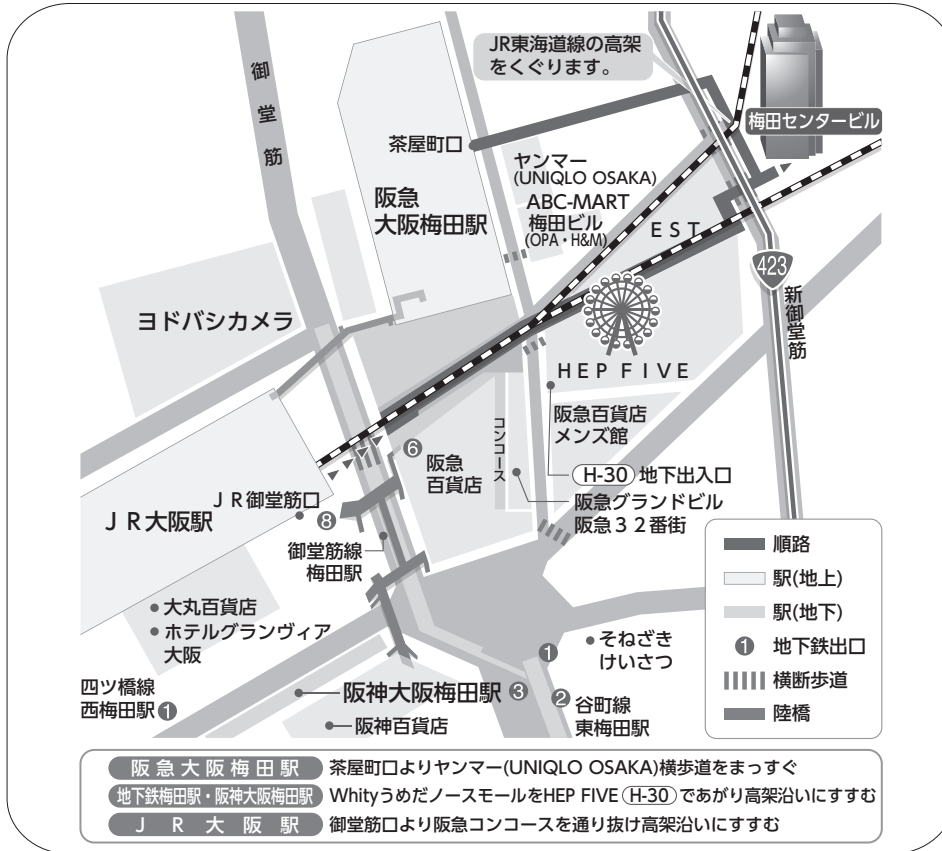 JR東海道線の高架
をくぐります。
御堂筋
梅田センタービル
茶屋町口
ヤンマー
(UNIQLO OSAKA)
ABC-MART
梅田ビル
(OPA・H&M)
EST
阪急
大阪梅田駅
423
新御堂筋
ヨドバシカメラ
HEP FIVE
阪急百貨店
メンズ館
コンコース
6
阪急
百貨店
H-30 地下出入口
阪急グランドビル
阪急32番街
JR御堂筋口
JR大阪駅
8
御堂筋線
梅田駅
大丸百貨店
ホテルグランヴィア
大阪
そねざき
けいさつ
1
四ツ橋線
西梅田駅1
阪神大阪梅田駅3
2 谷町線
東梅田駅
阪神百貨店
順路
駅(地上)
駅(地下)
1 地下鉄出口
横断歩道
陸橋
阪急大阪梅田駅 茶屋町口よりヤンマー(UNIQLO OSAKA)横歩道をまっすぐ
地下鉄梅田駅・阪神大阪梅田駅 WhityうめだノースモールをHEP FIVE H-30 であがり高架沿いにすすむ
JR大阪駅 御堂筋口より阪急コンコースを通り抜け高架沿いにすすむ